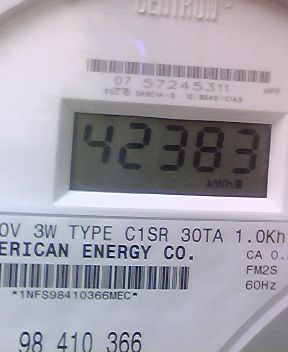 CENTRON
07 57245311
42383
kWh
0V 3W TYPE C1SR 30TA 1.0Kh
ERICAN ENERGY CO.
CA 0.
FM2S
*1NFS98410366MEC*
60Hz
98 410 366